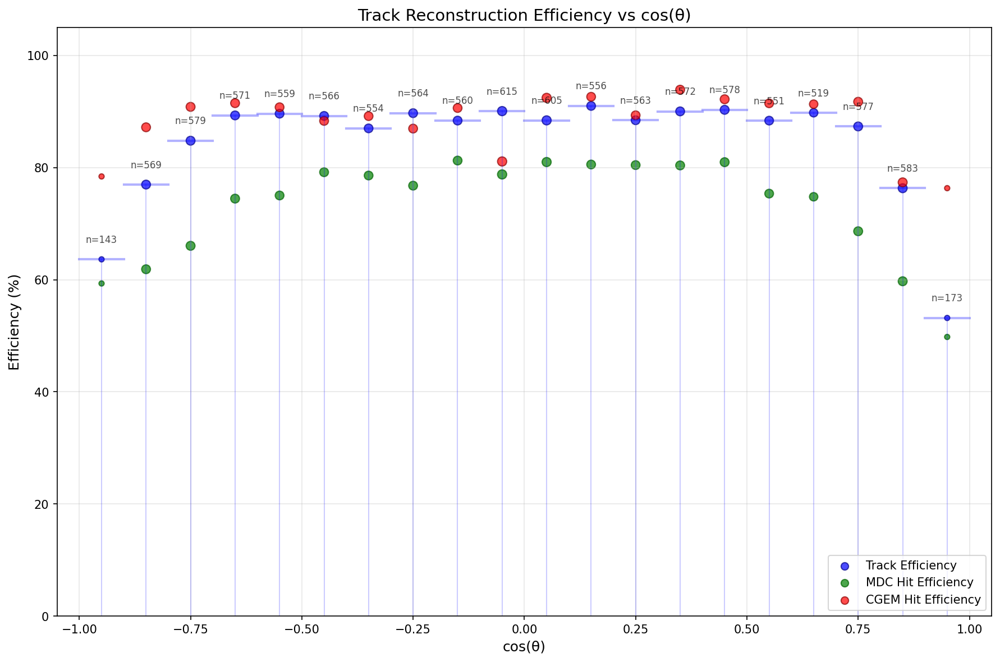 Track Reconstruction Efficiency vs cos(θ)
Efficiency (%)
100
80
60
40
20
0
n=143
n=569
n=579
n=571
n=559
n=566
n=554
n=564
n=560
n=615
n=605
n=556
n=563
n=572
n=578
n=551
n=519
n=577
n=583
n=173
Track Efficiency
MDC Hit Efficiency
CGEM Hit Efficiency
−1.00 −0.75 −0.50 −0.25 0.00 0.25 0.50 0.75 1.00
cos(θ)